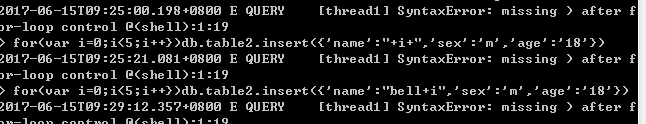 2017-06-15T09:25:00.198+0800 E QUERY    [thread1] SyntaxError: missing ) after f
or-loop control @(shell):1:19
> for(var i=0;i<5;i++))db.table2.insert({'name':"+i+",'sex':'m','age':'18'})
2017-06-15T09:25:21.081+0800 E QUERY    [thread1] SyntaxError: missing ) after f
or-loop control @(shell):1:19
> for(var i=0;i<5;i++))db.table2.insert({'name':"bell+i",'sex':'m','age':'18'})
2017-06-15T09:29:12.357+0800 E QUERY    [thread1] SyntaxError: missing ) after f
or-loop control @(shell):1:19